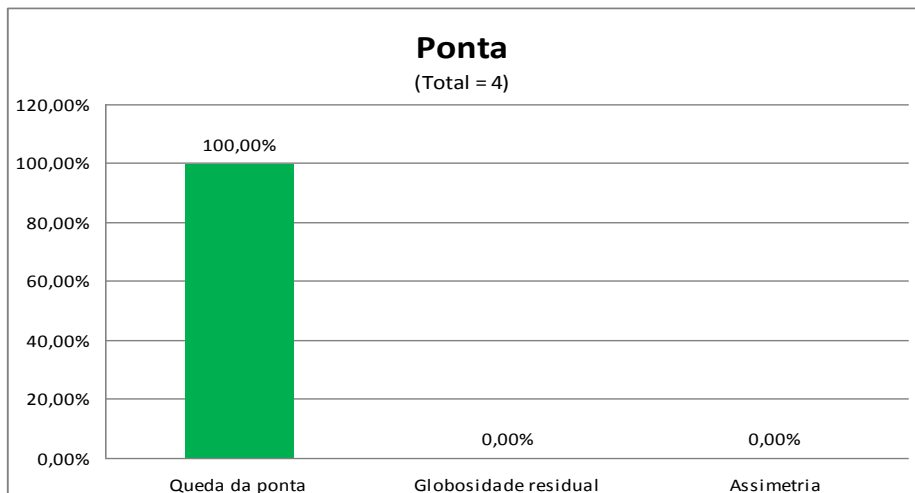 Ponta
(Total = 4)
120,00%
100,00%
100,00%
80,00%
60,00%
40,00%
20,00%
0,00%
0,00%
0,00%
Queda da ponta
Globosidade residual
Assimetria